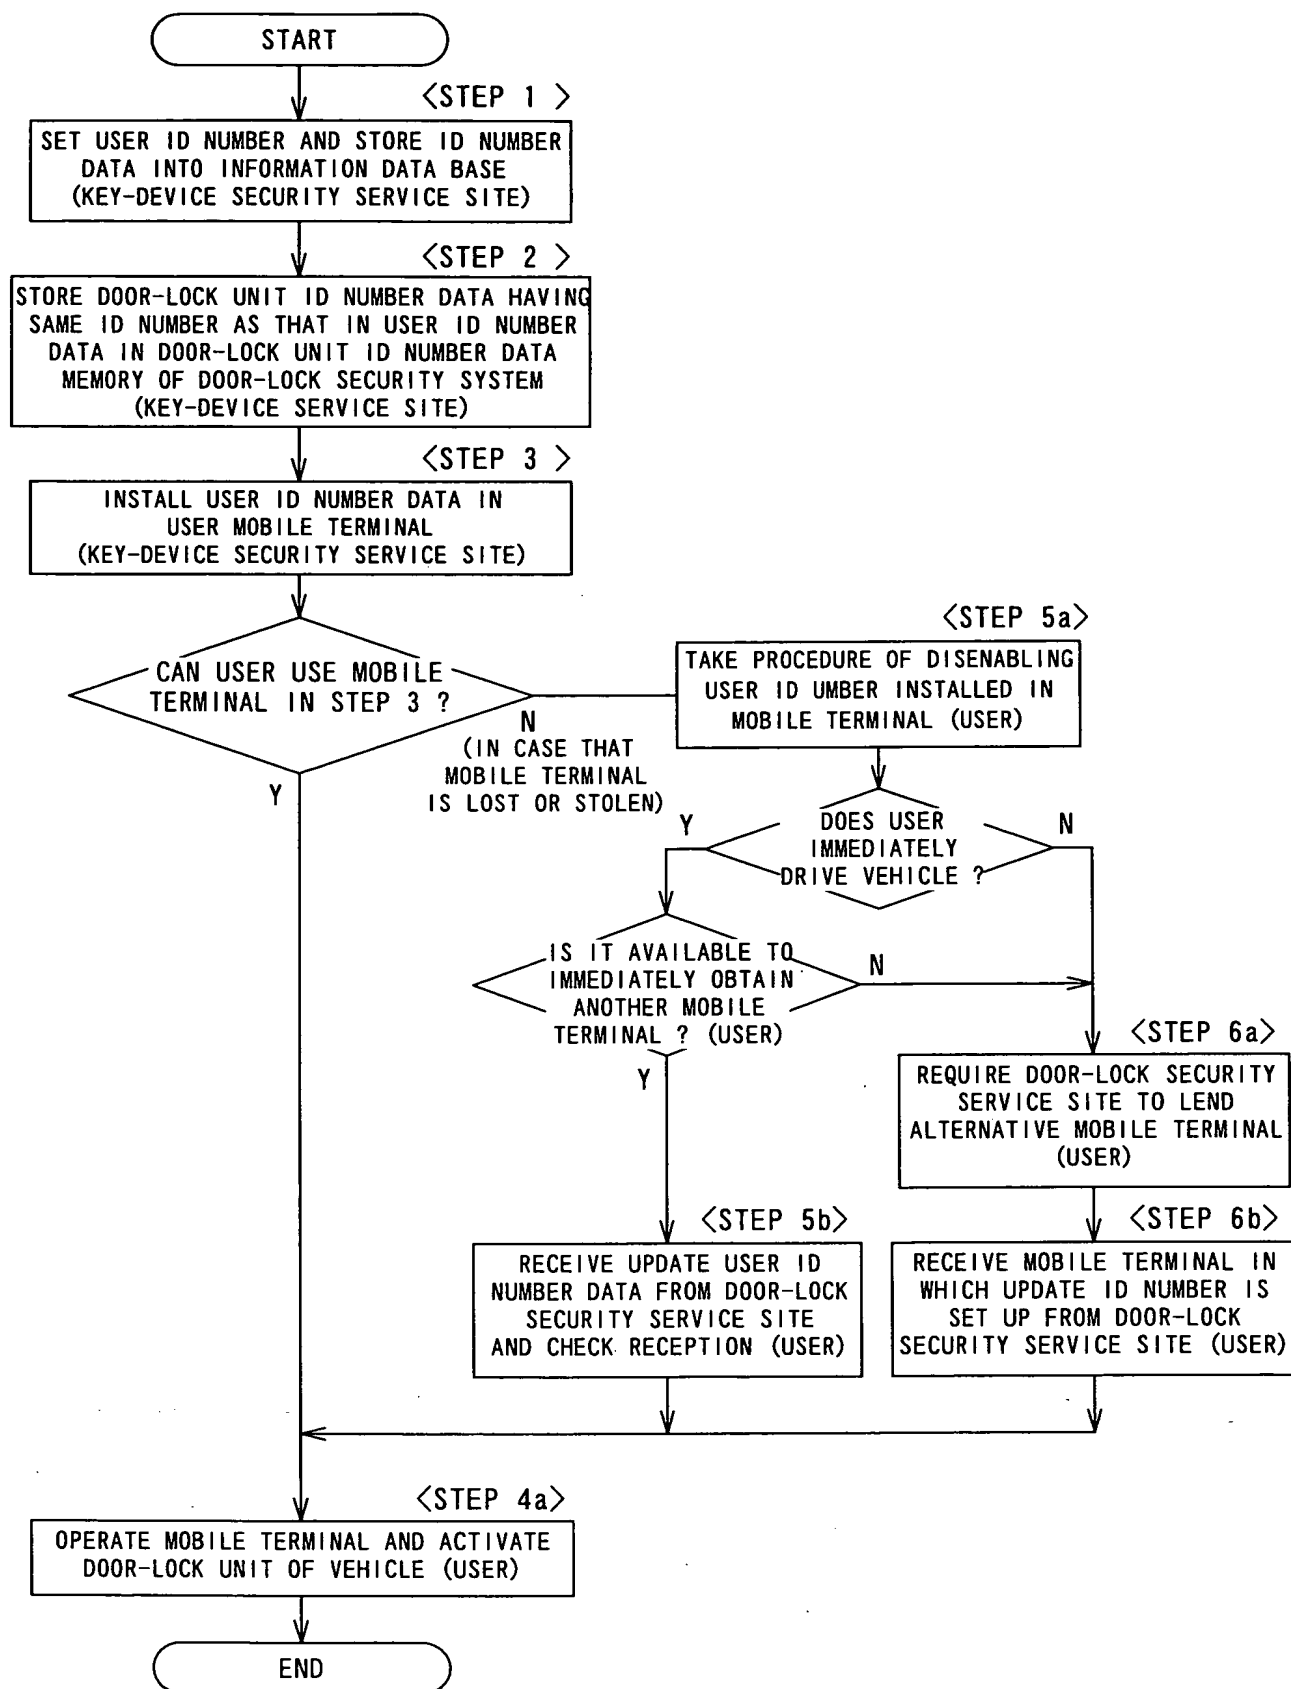 START
<STEP 1 >
SET USER ID NUMBER AND STORE ID NUMBER
DATA INTO INFORMATION DATA BASE
(KEY-DEVICE SECURITY SERVICE SITE)
<STEP 2 >
STORE DOOR-LOCK UNIT ID NUMBER DATA HAVING
SAME ID NUMBER AS THAT IN USER ID NUMBER
DATA IN DOOR-LOCK UNIT ID NUMBER DATA
MEMORY OF DOOR-LOCK SECURITY SYSTEM
(KEY-DEVICE SERVICE SITE)
<STEP 3 >
INSTALL USER ID NUMBER DATA IN
USER MOBILE TERMINAL
(KEY-DEVICE SECURITY SERVICE SITE)
CAN USER USE MOBILE
TERMINAL IN STEP 3 ?
N
(IN CASE THAT
MOBILE TERMINAL
IS LOST OR STOLEN)
Y
<STEP 5a>
TAKE PROCEDURE OF DISENABLING
USER ID UMBER INSTALLED IN
MOBILE TERMINAL (USER)
DOES USER
IMMEDIATELY
DRIVE VEHICLE ?
Y
N
IS IT AVAILABLE TO
IMMEDIATELY OBTAIN
ANOTHER MOBILE
TERMINAL ? (USER)
N
Y
<STEP 6a>
REQUIRE DOOR-LOCK SECURITY
SERVICE SITE TO LEND
ALTERNATIVE MOBILE TERMINAL
(USER)
<STEP 5b>
RECEIVE UPDATE USER ID
NUMBER DATA FROM DOOR-LOCK
SECURITY SERVICE SITE
AND CHECK RECEPTION (USER)
<STEP 6b>
RECEIVE MOBILE TERMINAL IN
WHICH UPDATE ID NUMBER IS
SET UP FROM DOOR-LOCK
SECURITY SERVICE SITE (USER)
<STEP 4a>
OPERATE MOBILE TERMINAL AND ACTIVATE
DOOR-LOCK UNIT OF VEHICLE (USER)
END